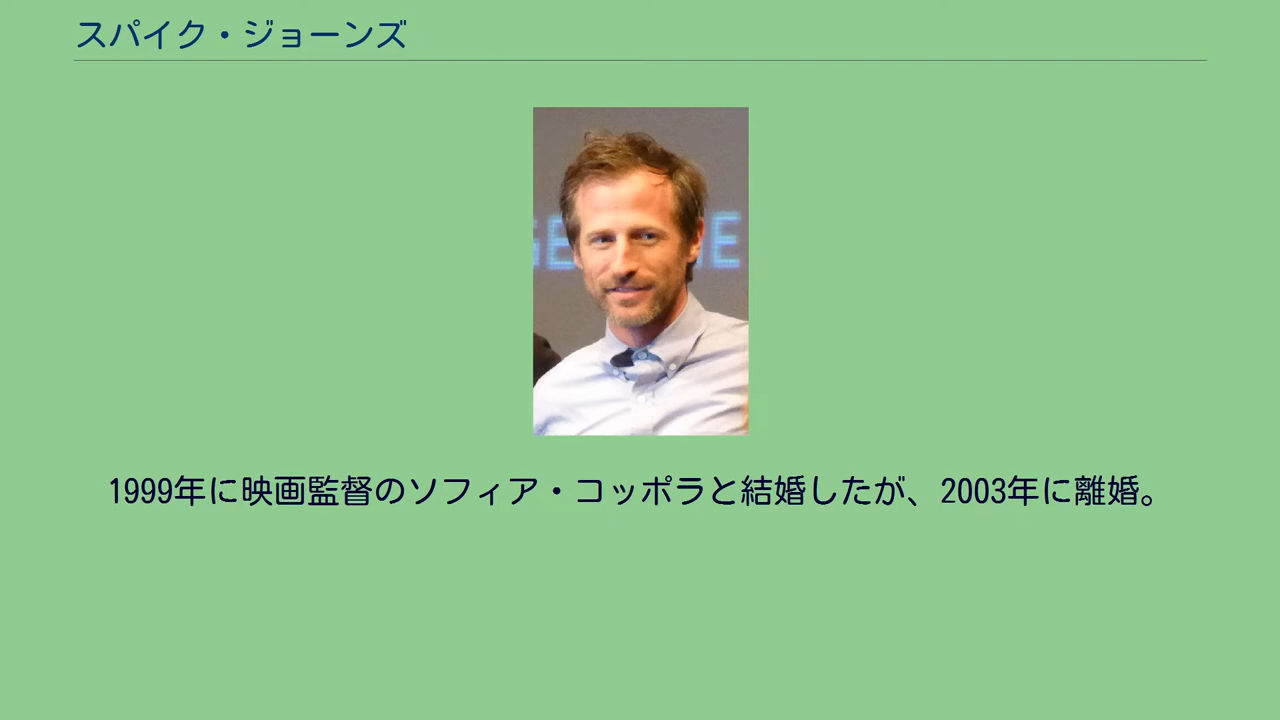 スパイク・ジョーンズ
1999年に映画監督のソフィア・コッポラと結婚したが、2003年に離婚。